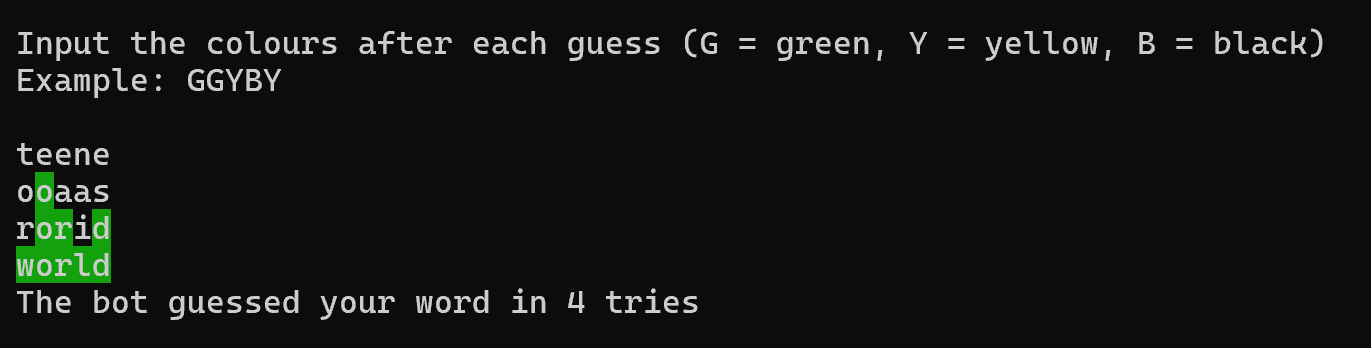 Input the colours after each guess (G = green, Y = yellow, B = black)
Example: GGYBY
teene
ooaas
rorid
world
The bot guessed your word in 4 tries